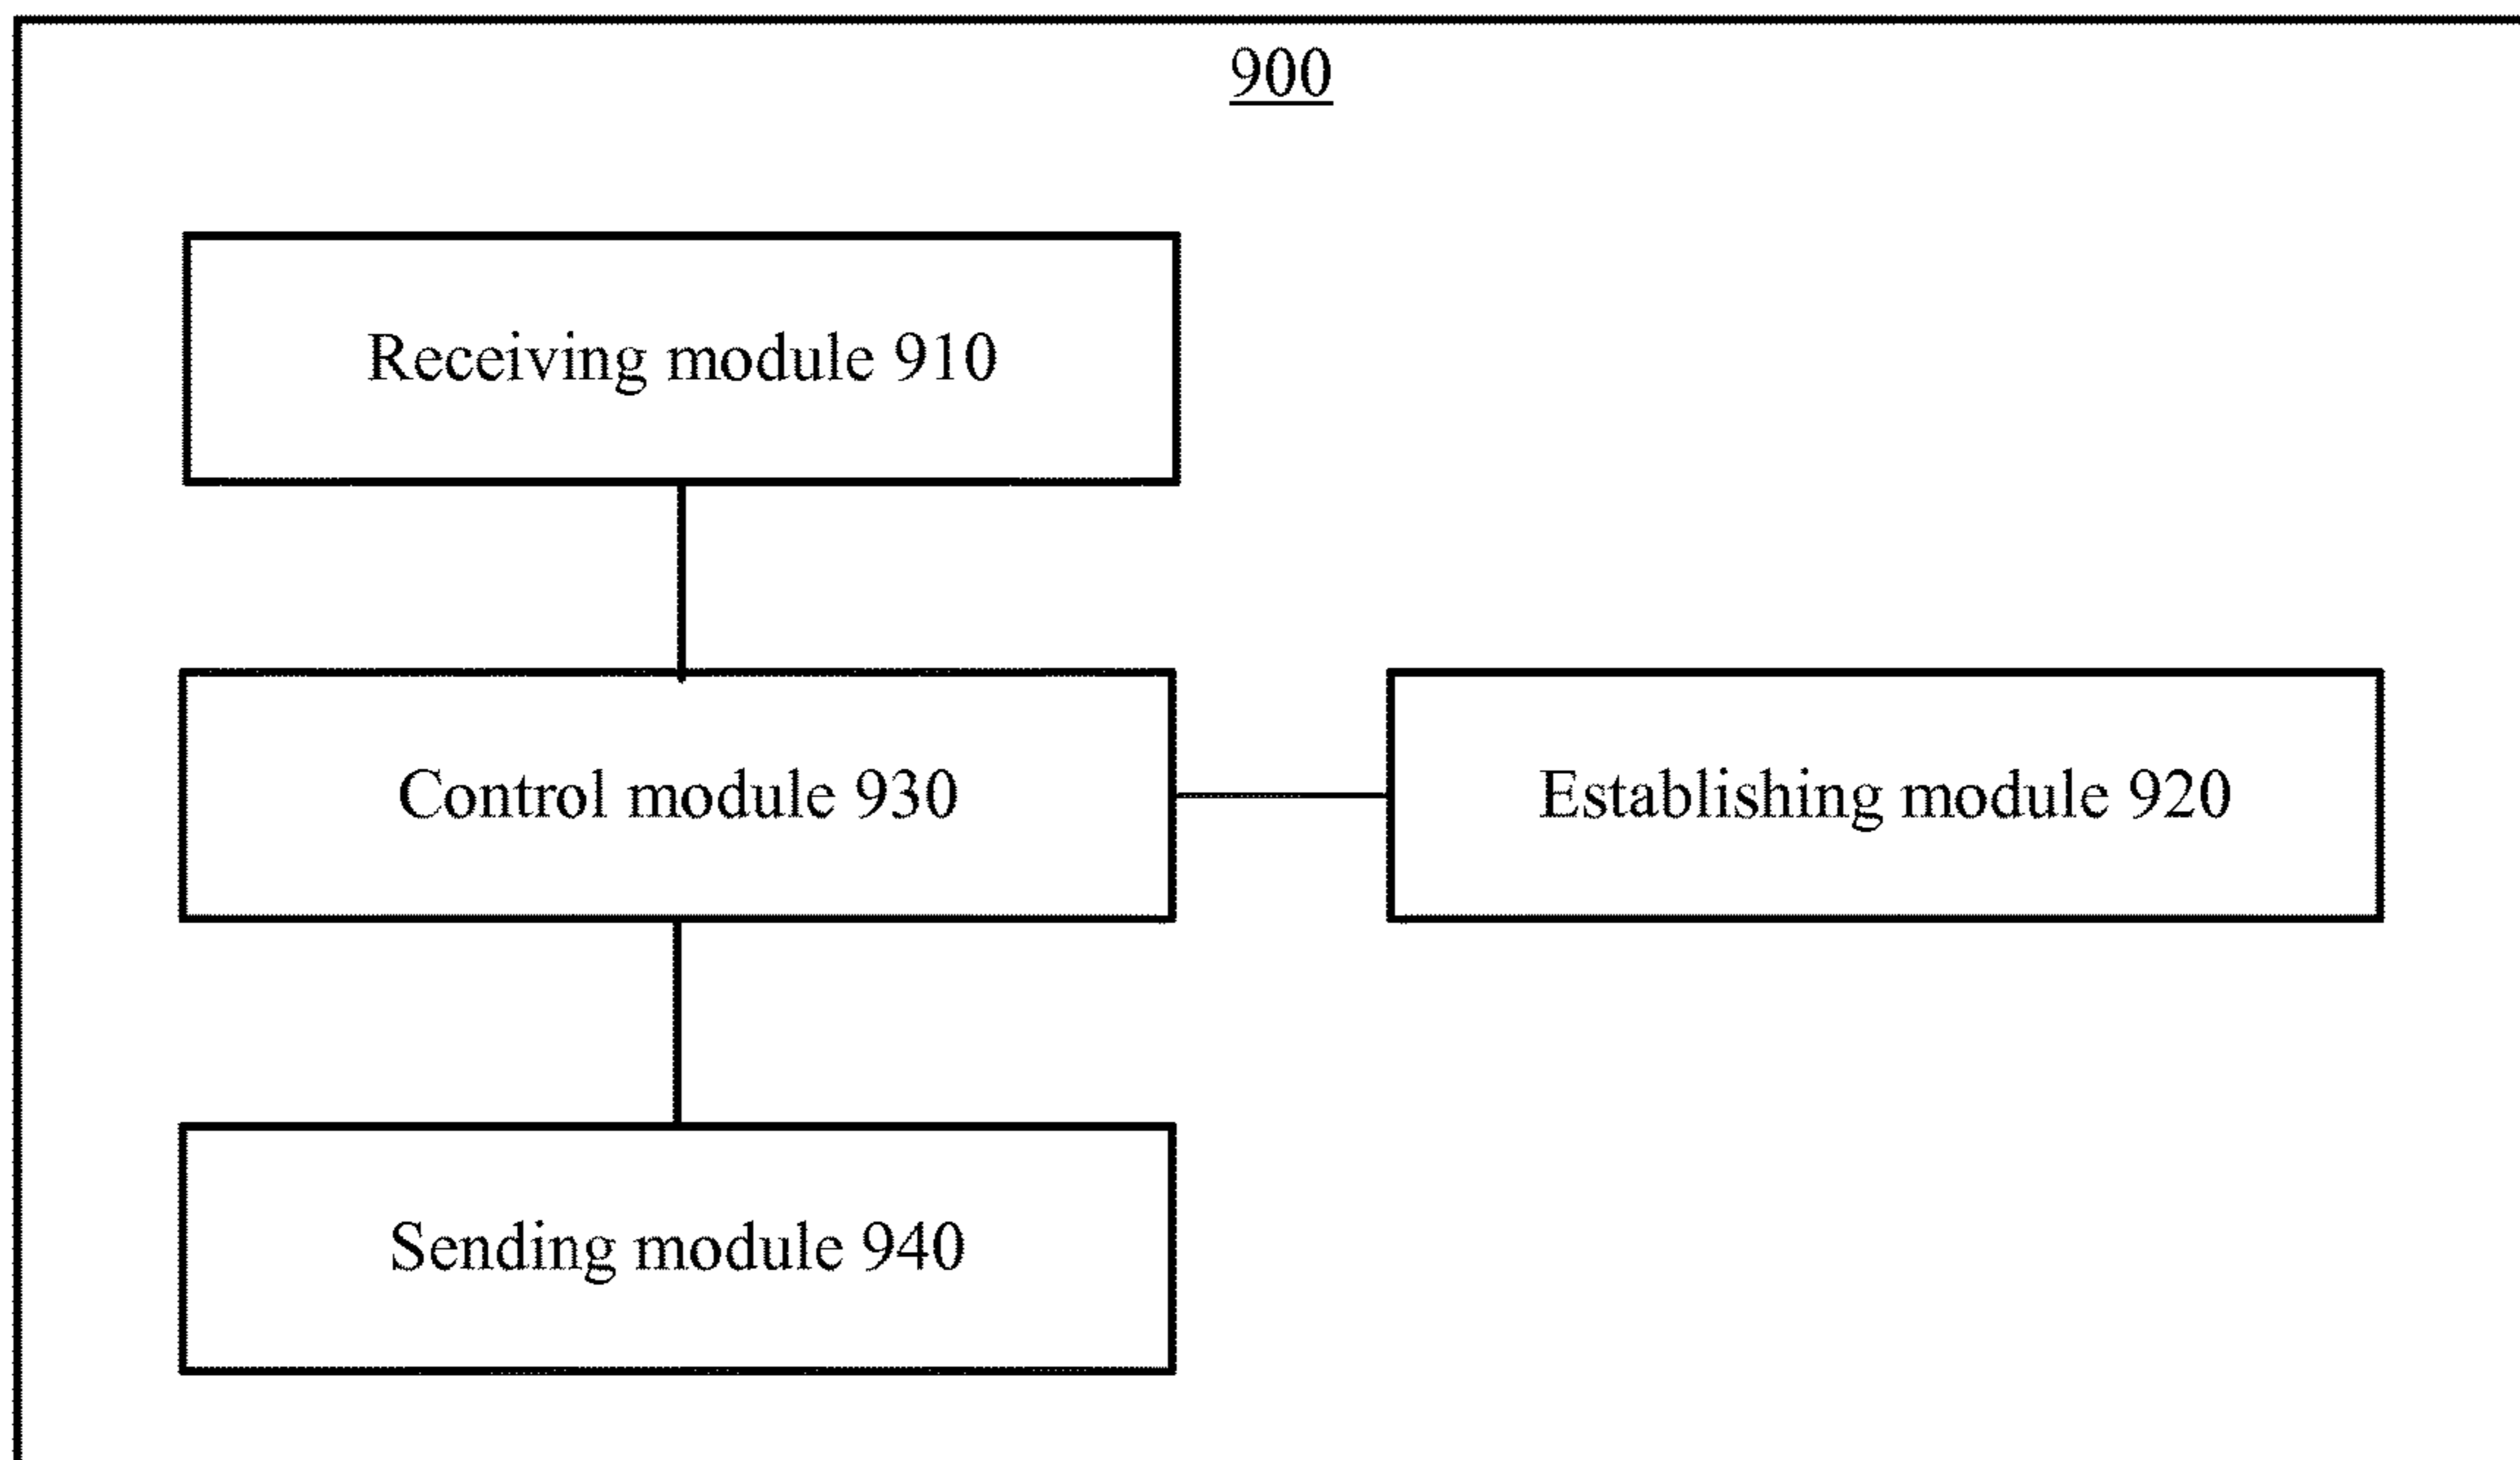 900
Receiving module 910
Control module 930
Establishing module 920
Sending module 940